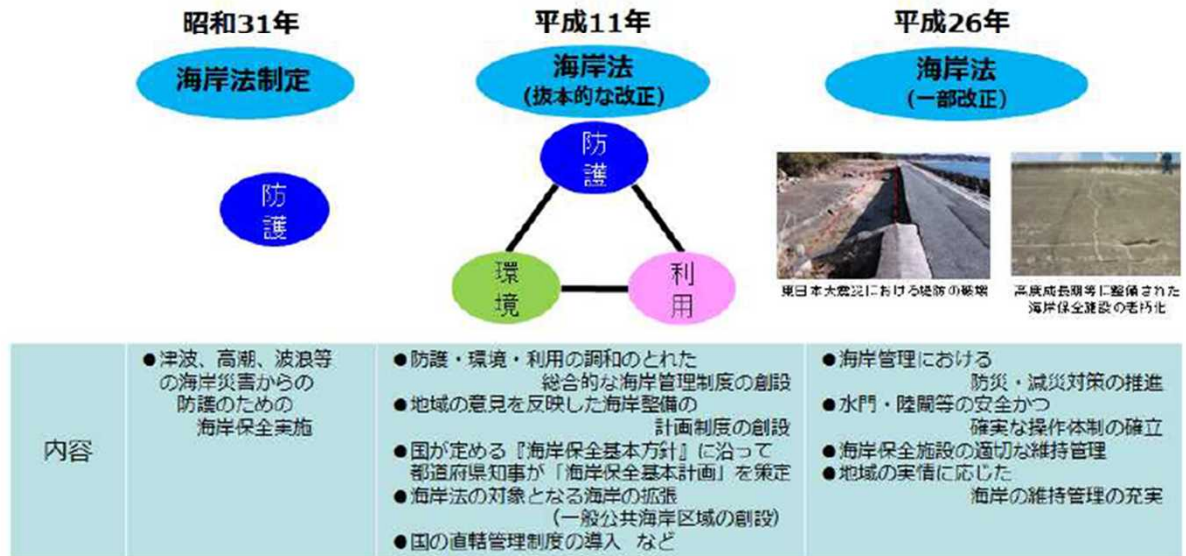 昭和31年
平成11年
平成26年
海岸法制定
海岸法
(抜本的な改正)
海岸法
(一部改正)
防
護
防
護
環
境
利
用
東日本大震災における堤防の破壊
高度成長期等に整備された
海岸保全施設の老朽化
内容
●津波、高潮、波浪等
の海岸災害からの
防護のための
海岸保全実施
●防護・環境・利用の調和のとれた
総合的な海岸管理制度の創設
●地域の意見を反映した海岸整備の
計画制度の創設
●国が定める『海岸保全基本方針』に沿って
都道府県知事が「海岸保全基本計画」を策定
●海岸法の対象となる海岸の拡張
(一般公共海岸区域の創設)
●国の直轄管理制度の導入 など
●海岸管理における
防災・減災対策の推進
●水門・陸閘等の安全かつ
確実な操作体制の確立
●海岸保全施設の適切な維持管理
●地域の実情に応じた
海岸の維持管理の充実